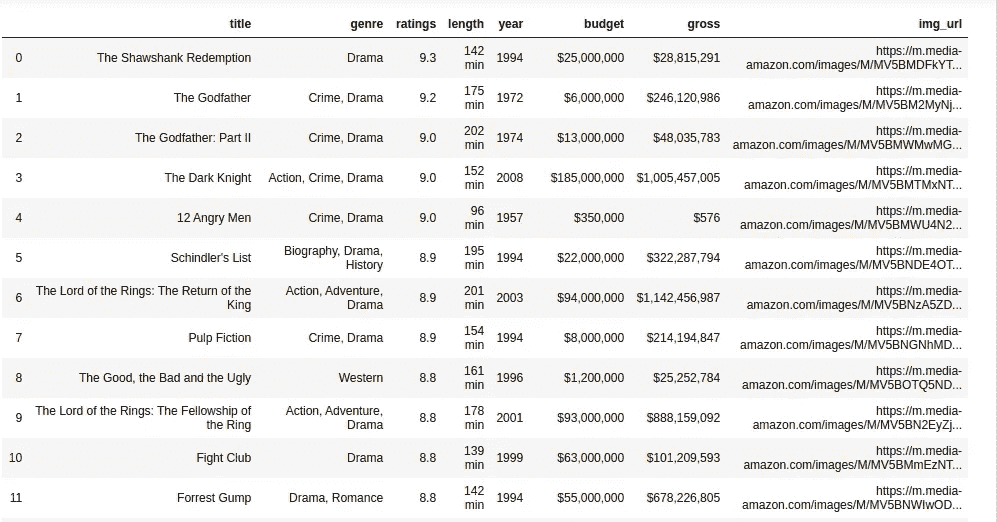 title genre ratings length year budget gross img_url
0 The Shawshank Redemption Drama 9.3 142 min 1994 $25,000,000 $28,815,291 https://m.media-amazon.com/images/M/MV5BMDFkYT...
1 The Godfather Crime, Drama 9.2 175 min 1972 $6,000,000 $246,120,986 https://m.media-amazon.com/images/M/MV5BM2MyNj...
2 The Godfather: Part II Crime, Drama 9.0 202 min 1974 $13,000,000 $48,035,783 https://m.media-amazon.com/images/M/MV5BMWMwMG...
3 The Dark Knight Action, Crime, Drama 9.0 152 min 2008 $185,000,000 $1,005,457,005 https://m.media-amazon.com/images/M/MV5BMTMxNT...
4 12 Angry Men Crime, Drama 9.0 96 min 1957 $350,000 $576 https://m.media-amazon.com/images/M/MV5BMWU4N2...
5 Schindler's List Biography, Drama, History 8.9 195 min 1994 $22,000,000 $322,287,794 https://m.media-amazon.com/images/M/MV5BNDE4OT...
6 The Lord of the Rings: The Return of the King Action, Adventure, Drama 8.9 201 min 2003 $94,000,000 $1,142,456,987 https://m.media-amazon.com/images/M/MV5BNzA5ZD...
7 Pulp Fiction Crime, Drama 8.9 154 min 1994 $8,000,000 $214,194,847 https://m.media-amazon.com/images/M/MV5BNGNhMD...
8 The Good, the Bad and the Ugly Western 8.8 161 min 1996 $1,200,000 $25,252,784 https://m.media-amazon.com/images/M/MV5BOTQ5ND...
9 The Lord of the Rings: The Fellowship of the Ring Action, Adventure, Drama 8.8 178 min 2001 $93,000,000 $888,159,092 https://m.media-amazon.com/images/M/MV5BN2EyZj...
10 Fight Club Drama 8.8 139 min 1999 $63,000,000 $101,209,593 https://m.media-amazon.com/images/M/MV5BMmEzNT...
11 Forrest Gump Drama, Romance 8.8 142 min 1994 $55,000,000 $678,226,805 https://m.media-amazon.com/images/M/MV5BNWIwOD...